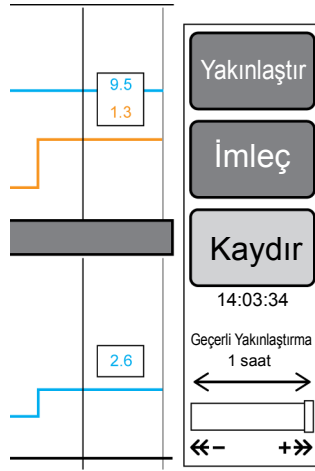 9.5
1.3
2.6
Yakınlaştır
İmleç
Kaydır
14:03:34
Geçerli Yakınlaştırma
1 saat
− +